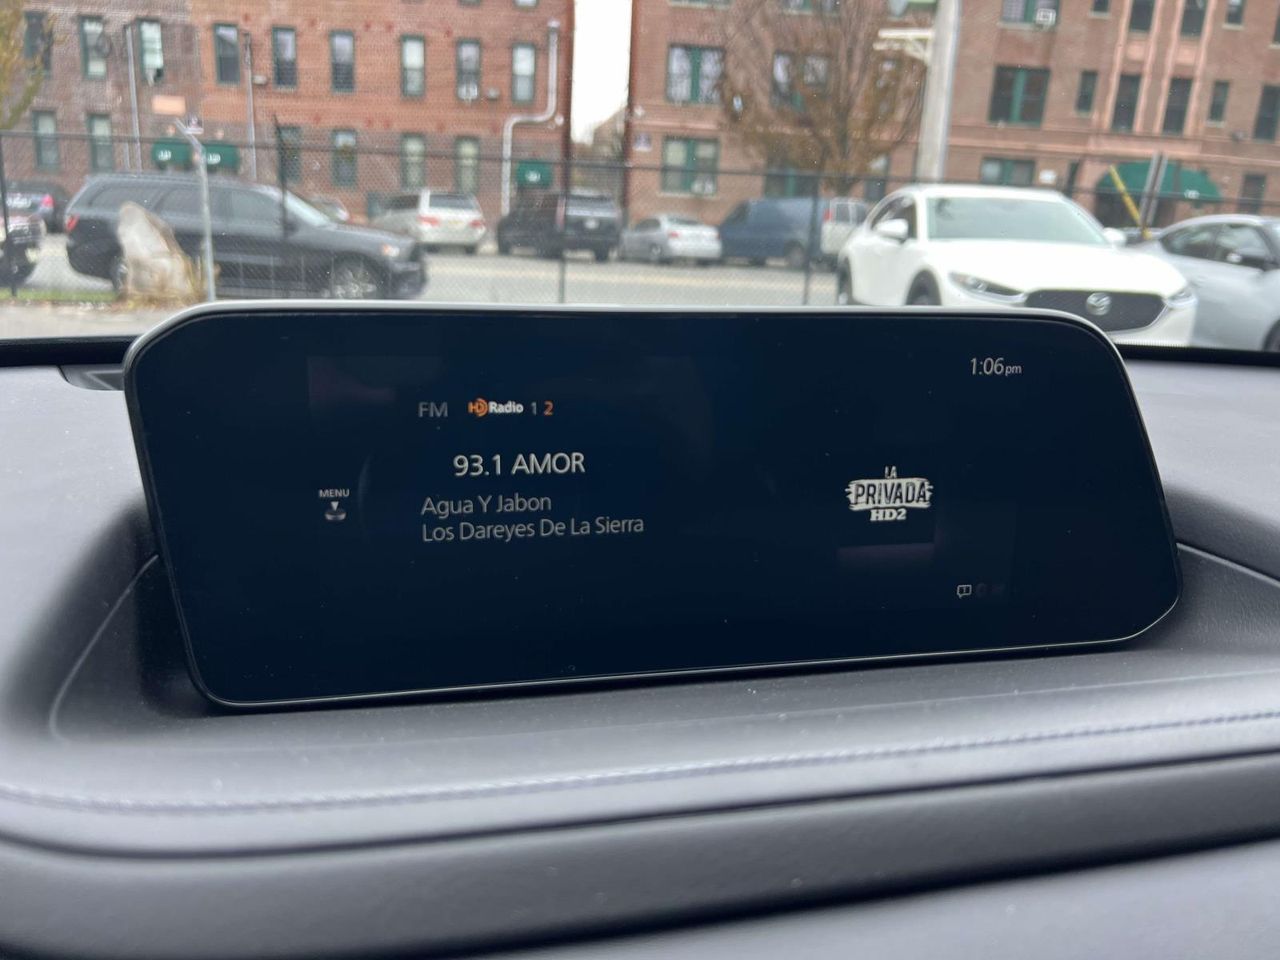 1:06pm
FM HD Radio 1 2
93.1 AMOR
MENU
Agua Y Jabon
Los Dareyes De La Sierra
LA
PRIVADA
HD2